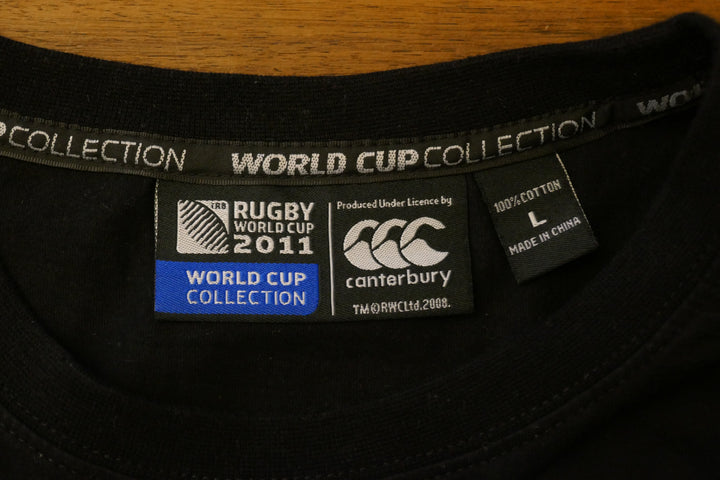 COLLECTION WORLD CUP COLLECTION WO
iRB
RUGBY
WORLD CUP
2011
WORLD CUP
COLLECTION
Produced Under Licence by
canterbury
TM©RWCLtd.2008.
100% COTTON
L
MADE IN CHINA